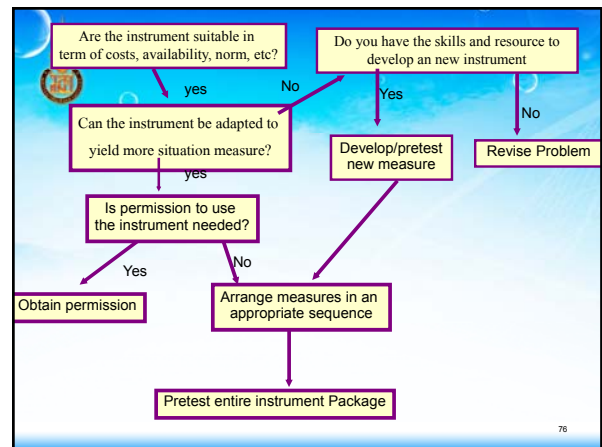 Are the instrument suitable in
term of costs, availability, norm, etc?
Do you have the skills and resource to
develop an new instrument
yes
No
Yes
No
Can the instrument be adapted to
yield more situation measure?
Develop/pretest
new measure
Revise Problem
yes
Is permission to use
the instrument needed?
Yes
No
Obtain permission
Arrange measures in an
appropriate sequence
Pretest entire instrument Package
76